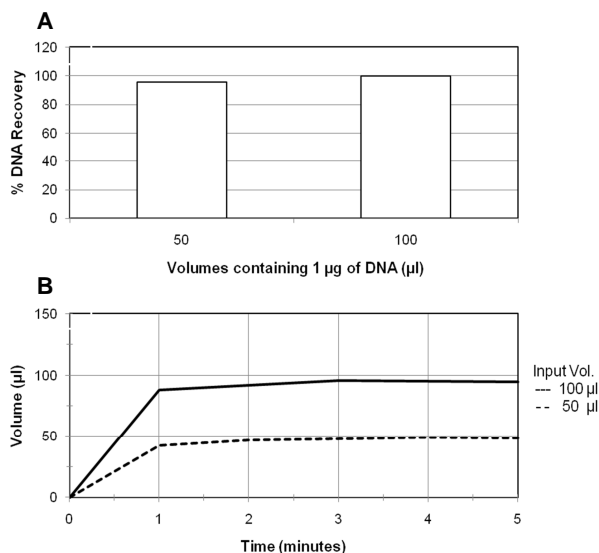 A
120
100
80
60
40
20
0
% DNA Recovery
50 100
Volumes containing 1 µg of DNA (µl)
B
150
100
50
0
Volume (µl)
0 1 2 3 4 5
Time (minutes)
Input Vol.
100 µl
50 µl